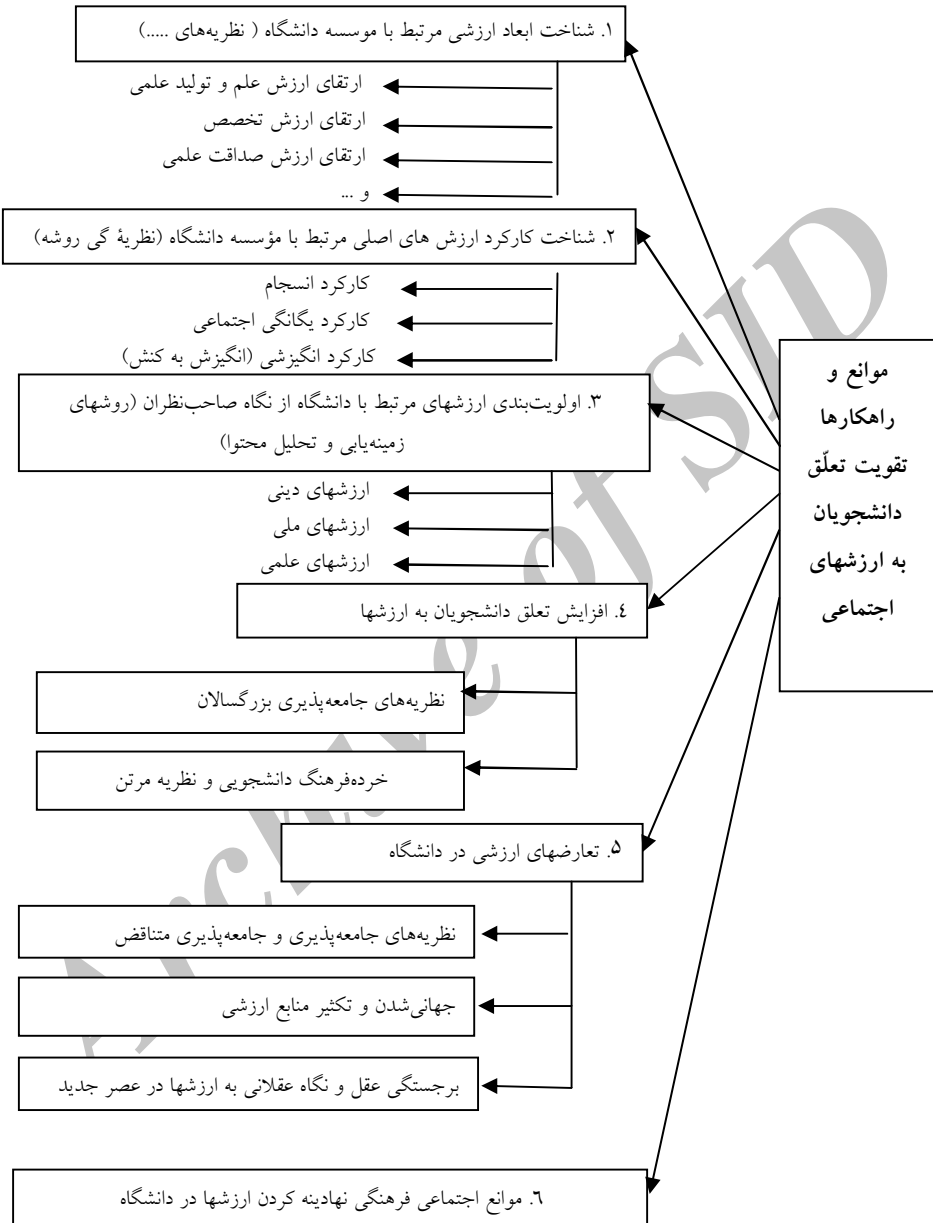 ۱. شناخت ابعاد ارزشی مرتبط با موسسه دانشگاه ( نظریه‌های .....)
ارتقای ارزش علم و تولید علمی
ارتقای ارزش تخصص
ارتقای ارزش صداقت علمی
و ...
۲. شناخت کارکرد ارزش های اصلی مرتبط با مؤسسه دانشگاه (نظریۀ گی روشه)
کارکرد انسجام
کارکرد یگانگی اجتماعی
کارکرد انگیزشی (انگیزش به کنش)
۳. اولویت‌بندی ارزشهای مرتبط با دانشگاه از نگاه صاحب‌نظران (روشهای
زمینه‌یابی و تحلیل محتوا)
ارزشهای دینی
ارزشهای ملی
ارزشهای علمی
٤. افزایش تعلق دانشجویان به ارزشها
نظریه‌های جامعه‌پذیری بزرگسالان
خرده‌فرهنگ دانشجویی و نظریه مرتن
۵. تعارضهای ارزشی در دانشگاه
نظریه‌های جامعه‌پذیری و جامعه‌پذیری متناقض
جهانی‌شدن و تکثیر منابع ارزشی
برجستگی عقل و نگاه عقلانی به ارزشها در عصر جدید
٦. موانع اجتماعی فرهنگی نهادینه کردن ارزشها در دانشگاه
موانع و
راهکارها
تقویت تعلّق
دانشجویان
به ارزشهای
اجتماعی
Archive of SID